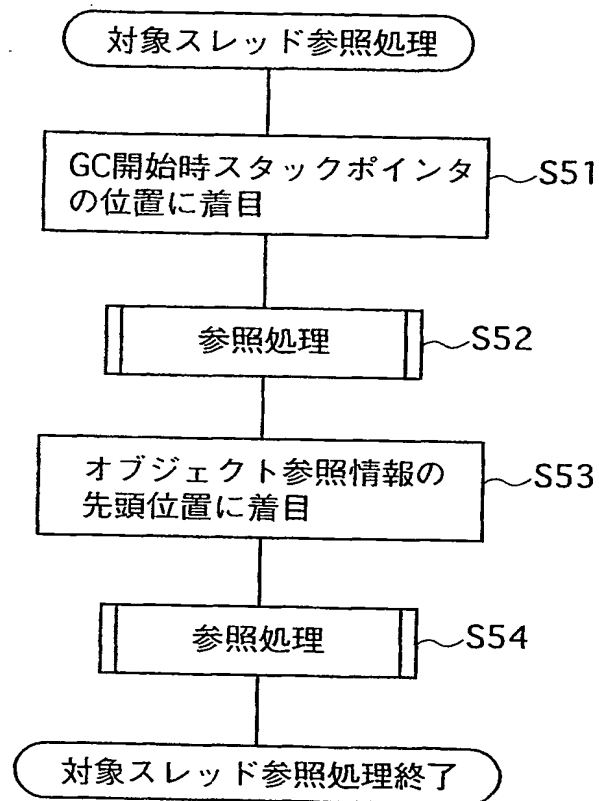 対象スレッド参照処理
GC開始時スタックポインタ
の位置に着目
S51
参照処理
S52
オブジェクト参照情報の
先頭位置に着目
S53
参照処理
S54
対象スレッド参照処理終了